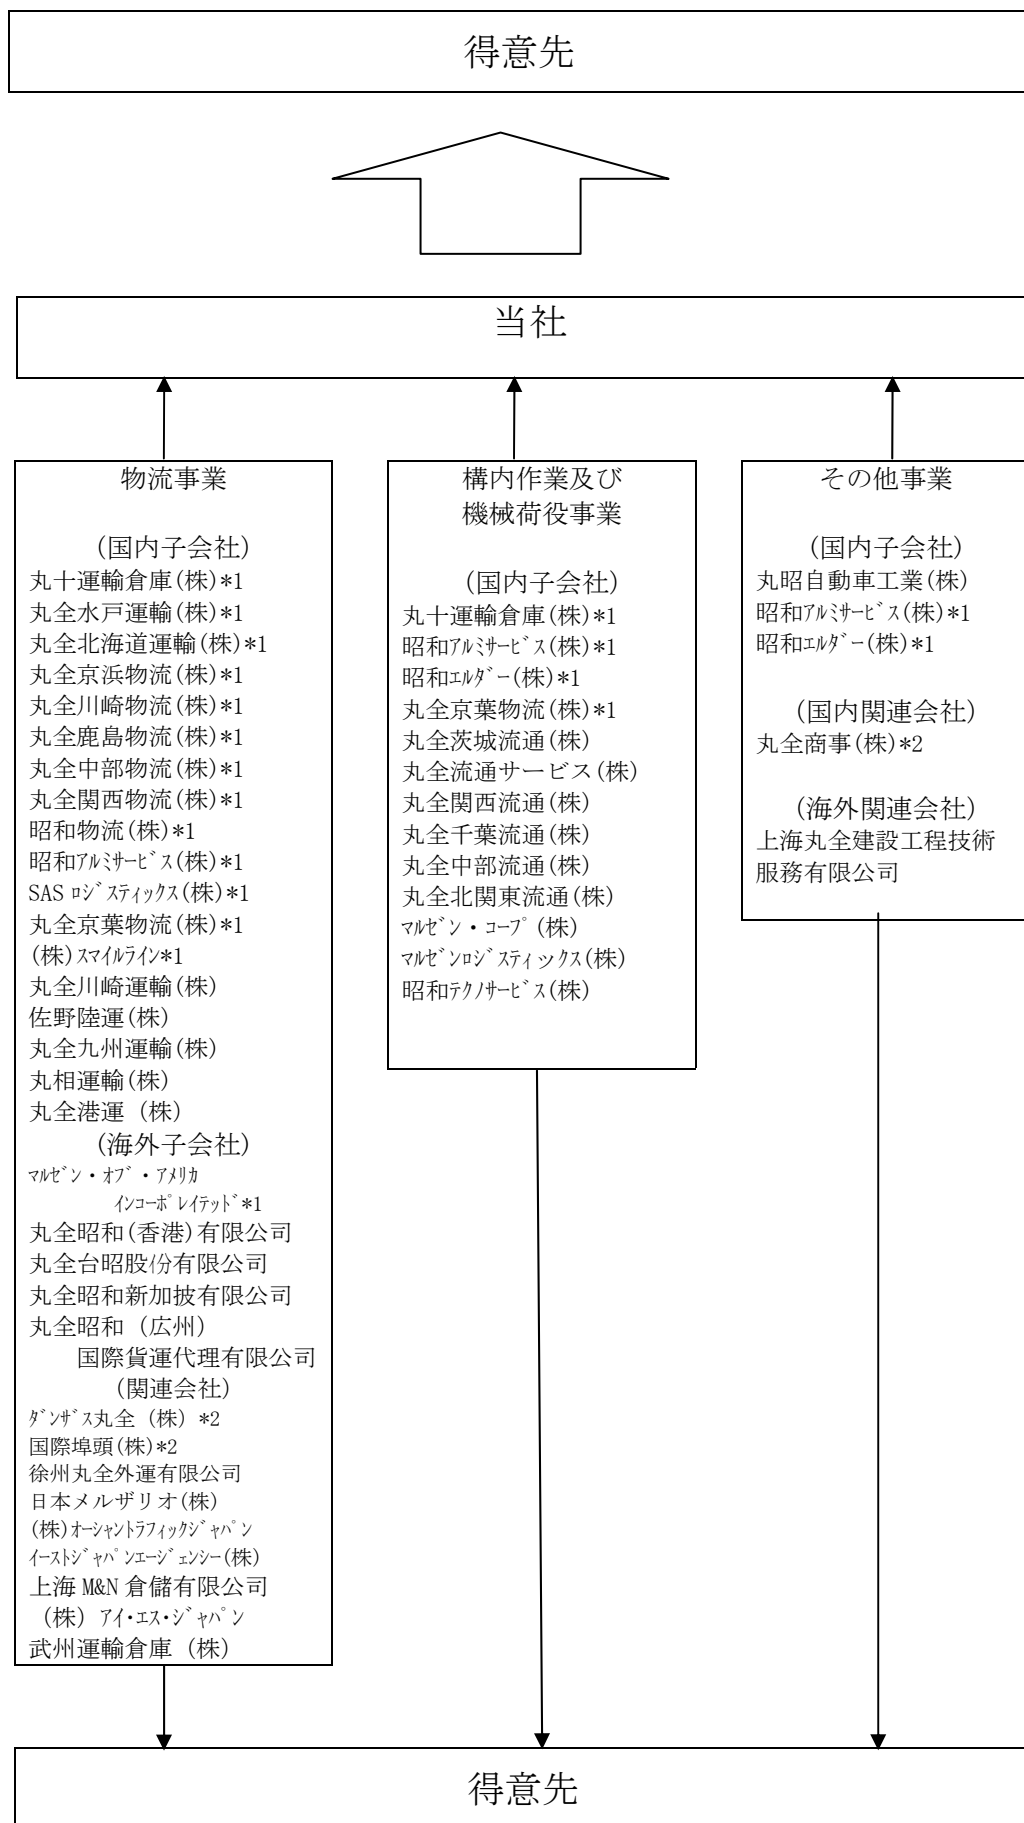 得意先
当社
物流事業
(国内子会社)
丸十運輸倉庫(株)*1
丸全水戸運輸(株)*1
丸全北海道運輸(株)*1
丸全京浜物流(株)*1
丸全川崎物流(株)*1
丸全鹿島物流(株)*1
丸全中部物流(株)*1
丸全関西物流(株)*1
昭和物流(株)*1
昭和ｱﾙﾐｻｰﾋﾞｽ(株)*1
SAS ﾛｼﾞｽﾃｨｯｸｽ(株)*1
丸全京葉物流(株)*1
(株)ｽﾏｲﾙﾗｲﾝ*1
丸全川崎運輸(株)
佐野陸運(株)
丸全九州運輸(株)
丸相運輸(株)
丸全港運（株)
(海外子会社)
ﾏﾙｾﾞﾝ・ｵﾌﾞ・ｱﾒﾘｶ
ｲﾝｺｰﾎﾟﾚｲﾃｯﾄﾞ*1
丸全昭和(香港)有限公司
丸全台昭股份有限公司
丸全昭和新加披有限公司
丸全昭和（広州）
国際貨運代理有限公司
(関連会社)
ﾀﾞﾝｻﾞｽ丸全（株）*2
国際埠頭(株)*2
徐州丸全外運有限公司
日本メルザリオ(株)
(株)ｵｰｼｬﾝﾄﾗﾌｨｯｸｼﾞｬﾊﾟﾝ
ｲｰｽﾄｼﾞｬﾊﾟﾝｴｰｼﾞｪﾝｼｰ(株)
上海 M&N 倉儲有限公司
（株）ｱｲ･ｴｽ･ｼﾞｬﾊﾟﾝ
武州運輸倉庫（株）
構内作業及び
機械荷役事業
(国内子会社)
丸十運輸倉庫(株)*1
昭和ｱﾙﾐｻｰﾋﾞｽ(株)*1
昭和ｴﾙﾀﾞｰ(株)*1
丸全京葉物流(株)*1
丸全茨城流通(株)
丸全流通サービス(株)
丸全関西流通(株)
丸全千葉流通(株)
丸全中部流通(株)
丸全北関東流通(株)
ﾏﾙｾﾞﾝ・ｺｰﾌﾟ(株)
ﾏﾙｾﾞﾝﾛｼﾞｽﾃｨｯｸｽ(株)
昭和ﾃｸﾉｻｰﾋﾞｽ(株)
その他事業
(国内子会社)
丸昭自動車工業(株)
昭和ｱﾙﾐｻｰﾋﾞｽ(株)*1
昭和ｴﾙﾀﾞｰ(株)*1
(国内関連会社)
丸全商事(株)*2
(海外関連会社)
上海丸全建設工程技術
服務有限公司
得意先